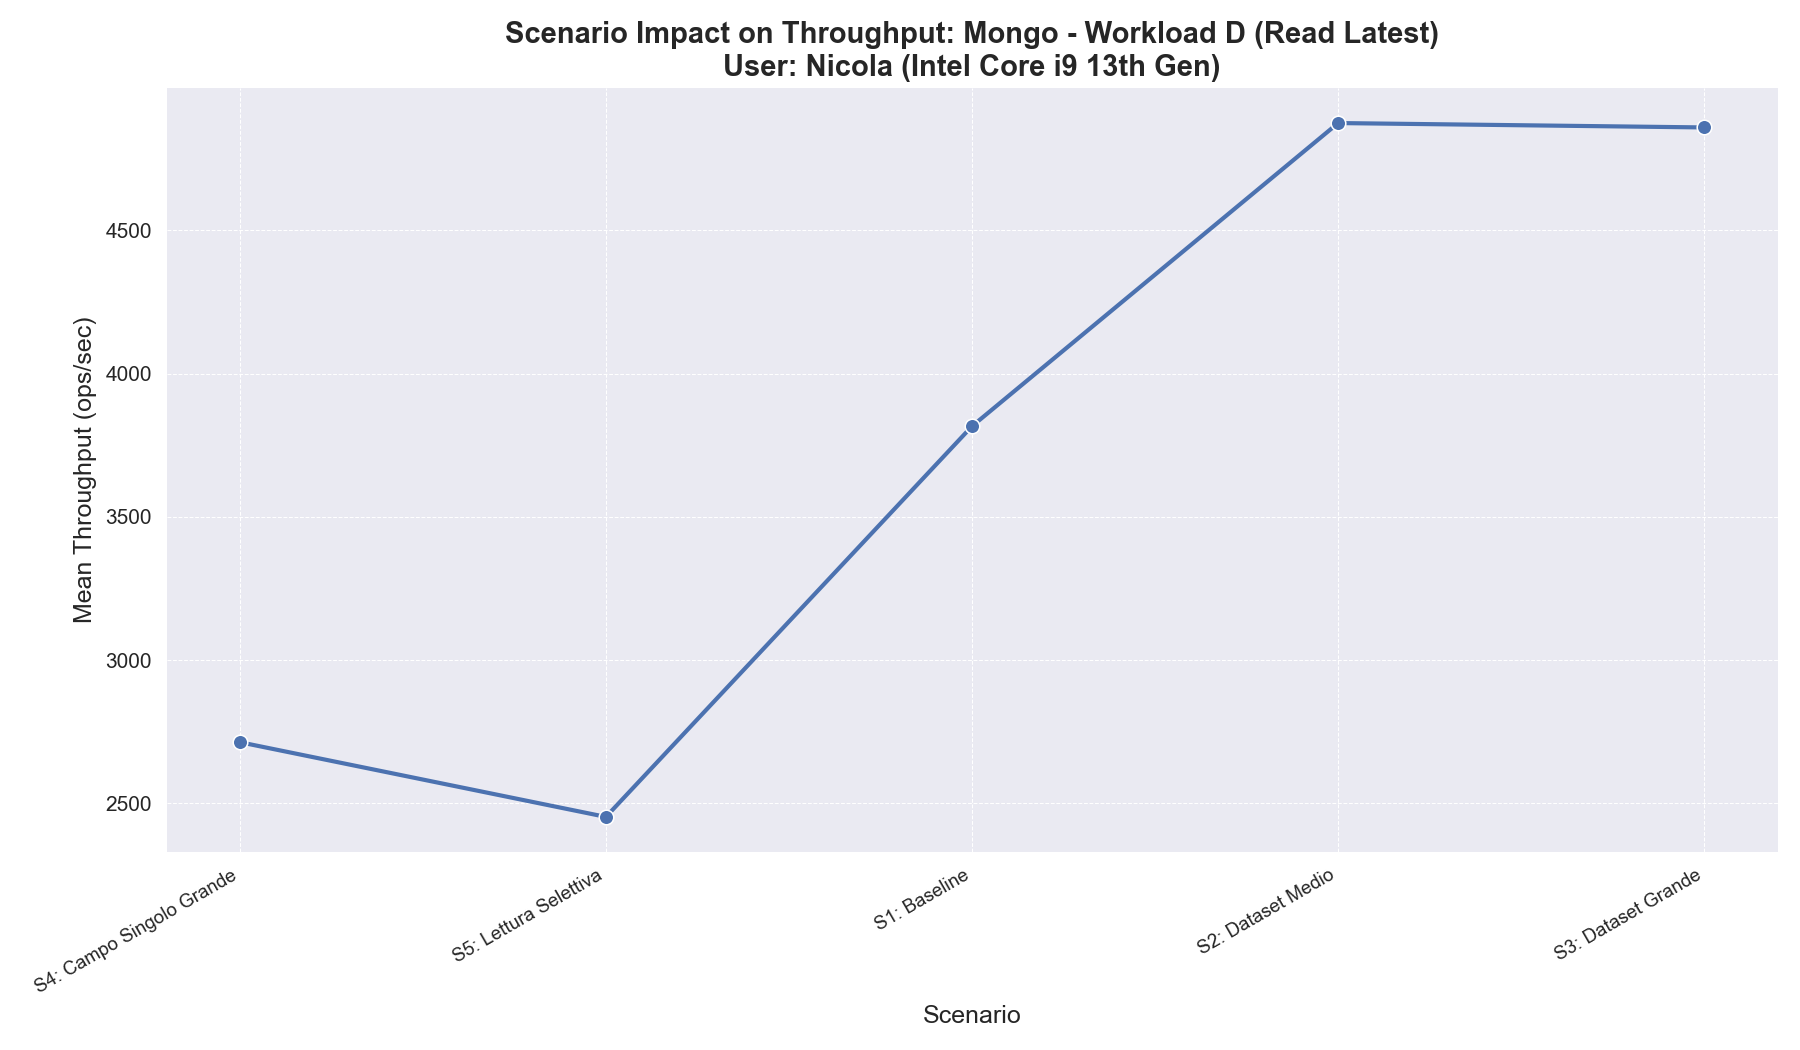 Scenario Impact on Throughput: Mongo - Workload D (Read Latest)
User: Nicola (Intel Core i9 13th Gen)
Mean Throughput (ops/sec)
4500
4000
3500
3000
2500
S4: Campo Singolo Grande
S5: Lettura Selettiva
S1: Baseline
S2: Dataset Medio
S3: Dataset Grande
Scenario